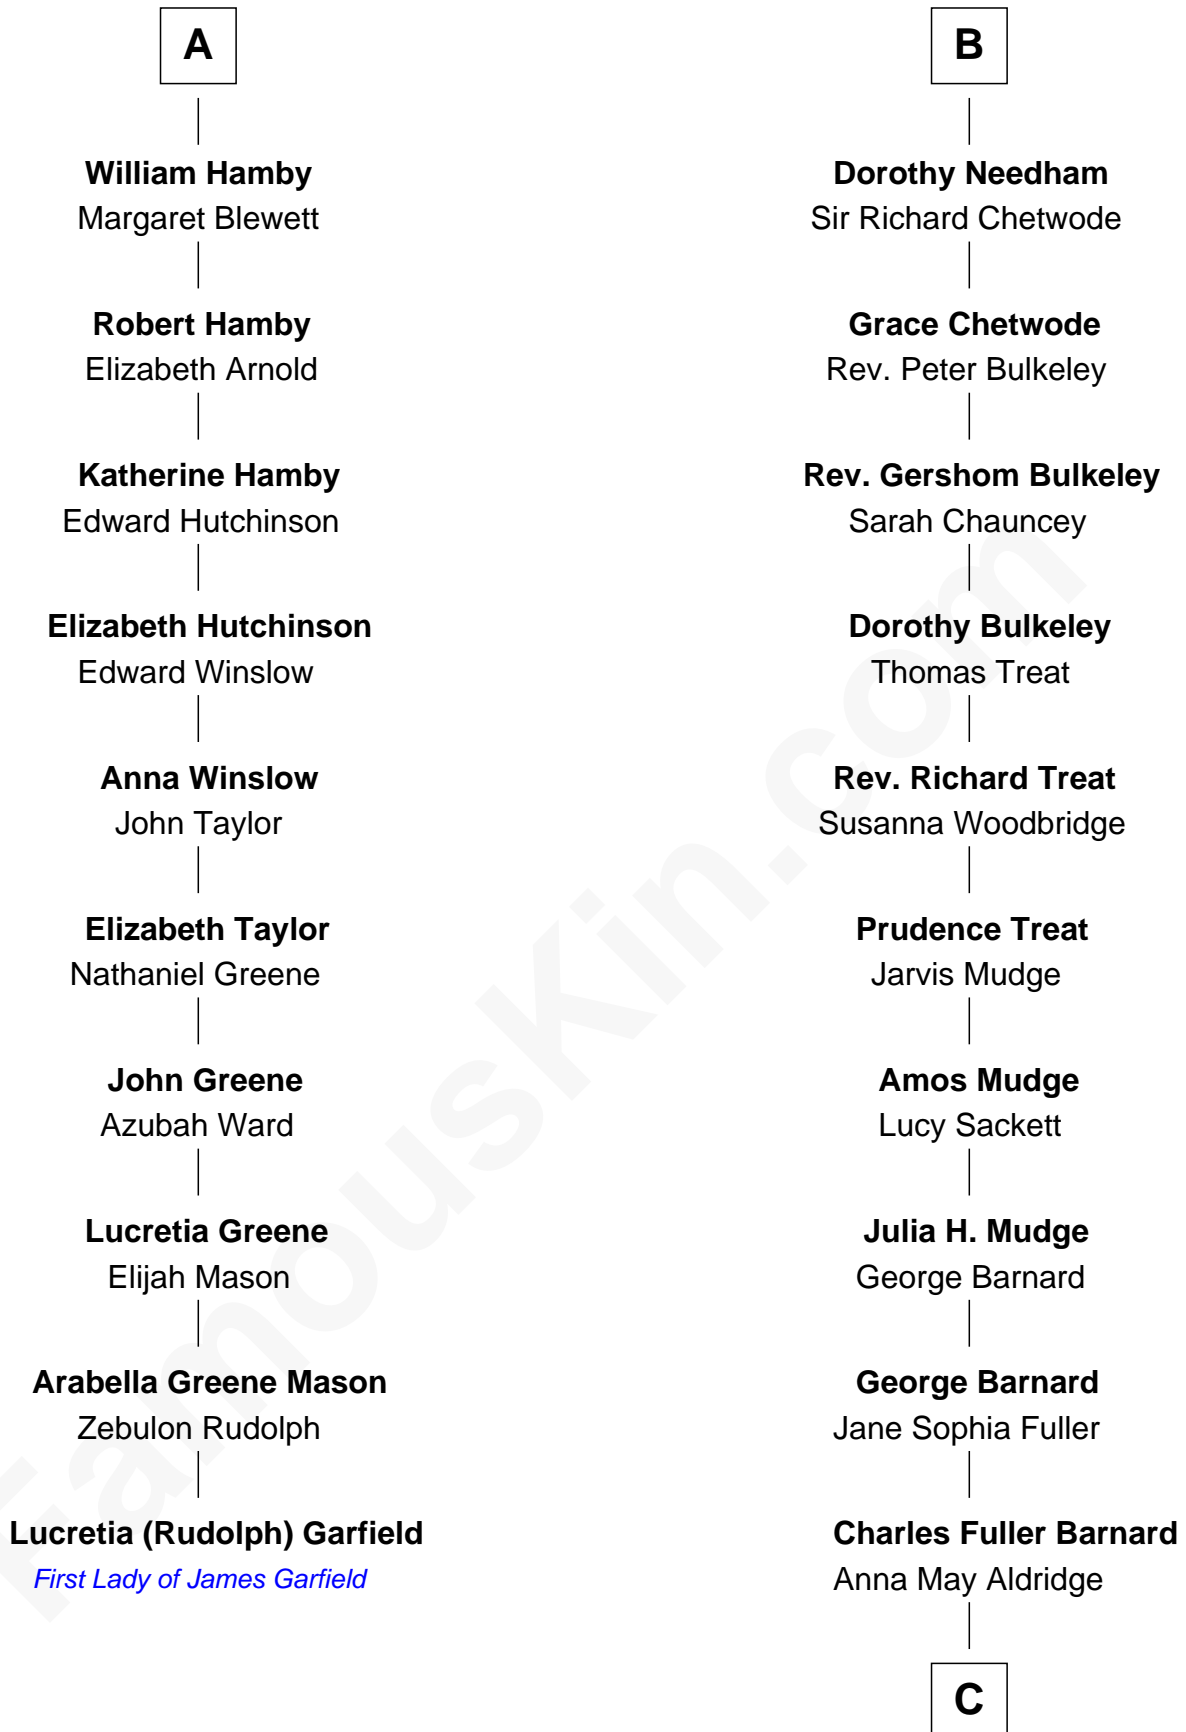 A
William Hamby
Margaret Blewett
Robert Hamby
Elizabeth Arnold
Katherine Hamby
Edward Hutchinson
Elizabeth Hutchinson
Edward Winslow
Anna Winslow
John Taylor
Elizabeth Taylor
Nathaniel Greene
John Greene
Azubah Ward
Lucretia Greene
Elijah Mason
Arabella Greene Mason
Zebulon Rudolph
Lucretia (Rudolph) Garfield
First Lady of James Garfield
B
Dorothy Needham
Sir Richard Chetwode
Grace Chetwode
Rev. Peter Bulkeley
Rev. Gershom Bulkeley
Sarah Chauncey
Dorothy Bulkeley
Thomas Treat
Rev. Richard Treat
Susanna Woodbridge
Prudence Treat
Jarvis Mudge
Amos Mudge
Lucy Sackett
Julia H. Mudge
George Barnard
George Barnard
Jane Sophia Fuller
Charles Fuller Barnard
Anna May Aldridge
C
FamousKin.com